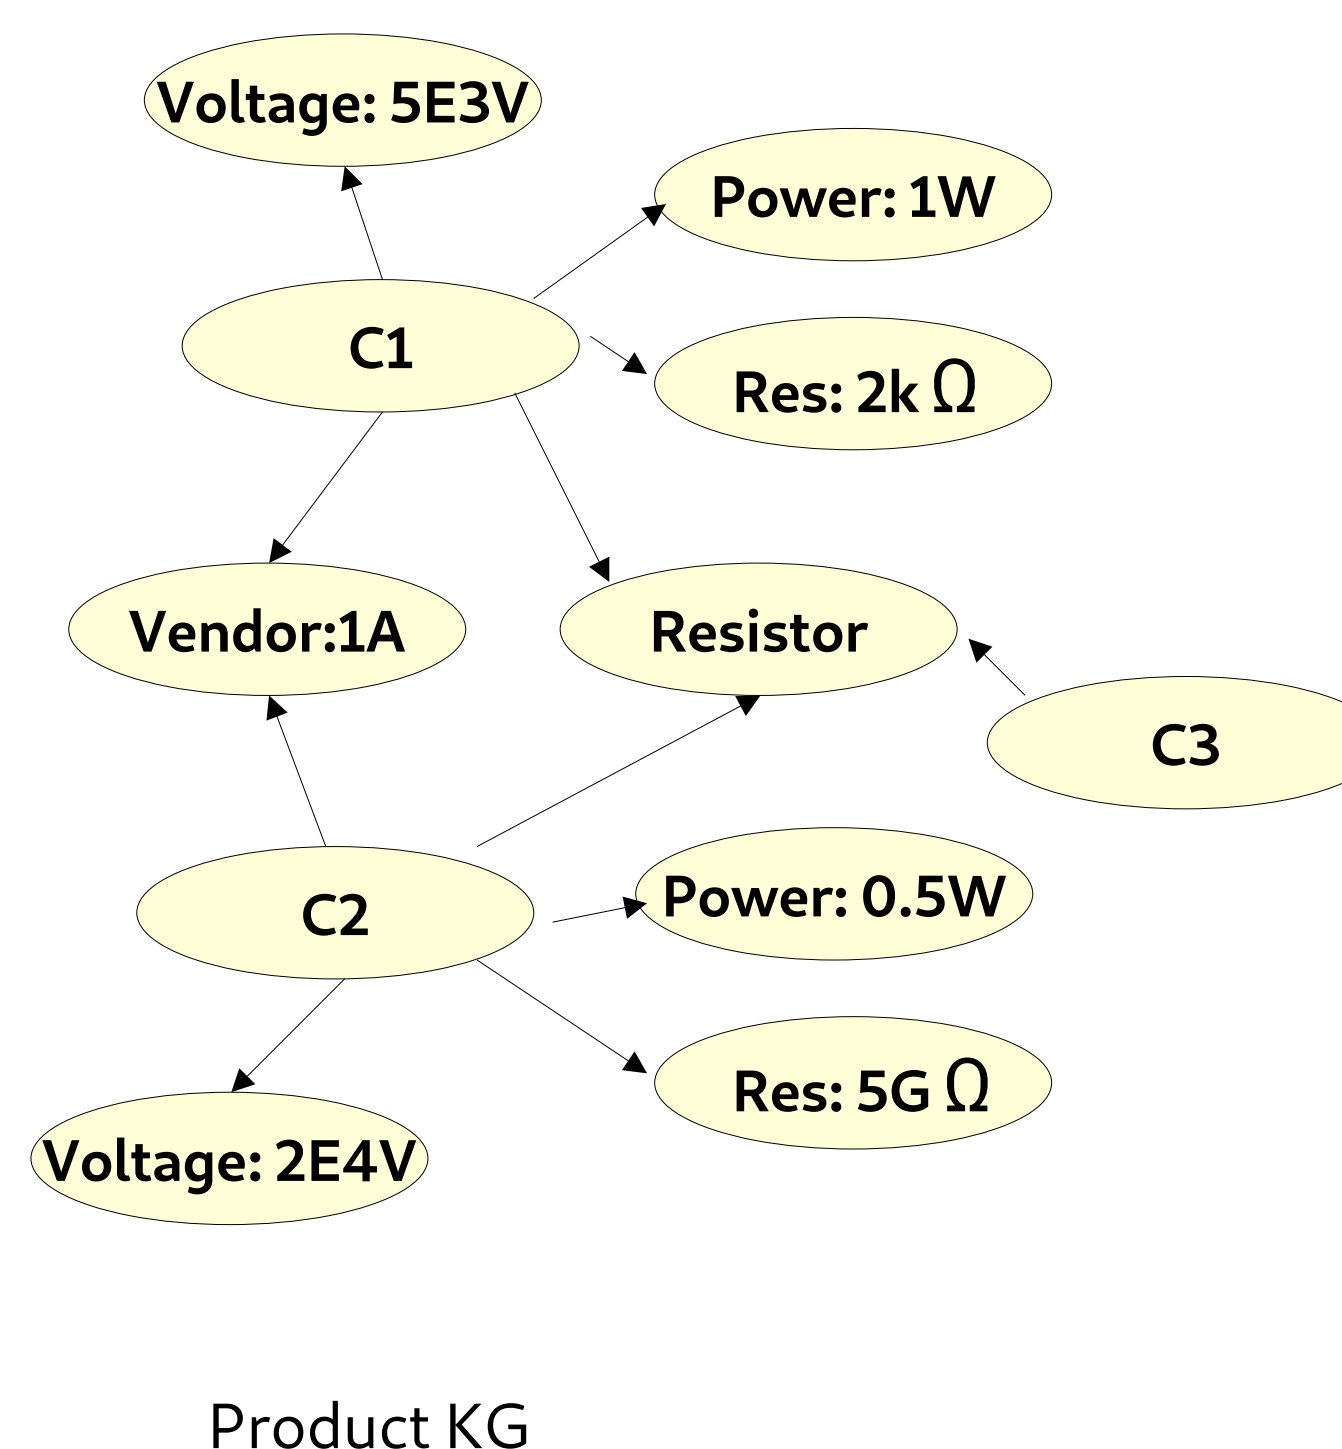 Voltage: 5E3V
Power: 1W
C1
Res: 2k Ω
Vendor:1A
Resistor
C3
Power: 0.5W
C2
Res: 5G Ω
Voltage: 2E4V
Product KG